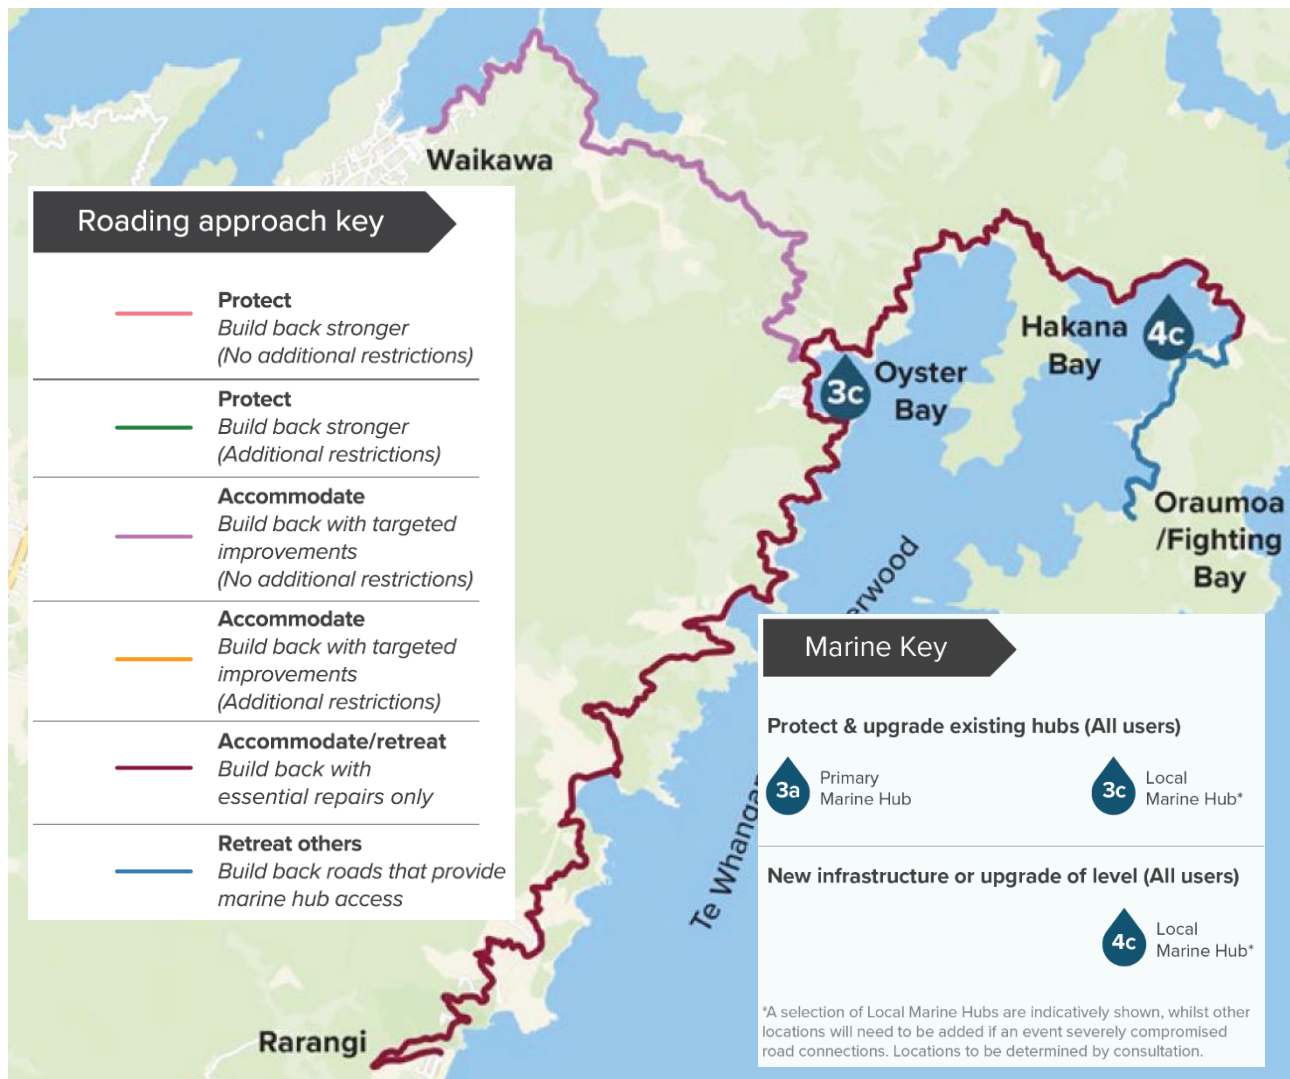 Waikawa
Roading approach key
Protect
Build back stronger
(No additional restrictions)
Protect
Build back stronger
(Additional restrictions)
Accommodate
Build back with targeted
improvements
(No additional restrictions)
Accommodate
Build back with targeted
improvements
(Additional restrictions)
Accommodate/retreat
Build back with
essential repairs only
Retreat others
Build back roads that provide
marine hub access
Hakana
Bay
4c
Oyster
Bay
3c
Oraumoa
/Fighting
Bay
erwood
Te Whangan
Rarangi
Marine Key
Protect & upgrade existing hubs (All users)
3a
Primary
Marine Hub
3c
Local
Marine Hub*
New infrastructure or upgrade of level (All users)
4c
Local
Marine Hub*
*A selection of Local Marine Hubs are indicatively shown, whilst other
locations will need to be added if an event severely compromised
road connections. Locations to be determined by consultation.